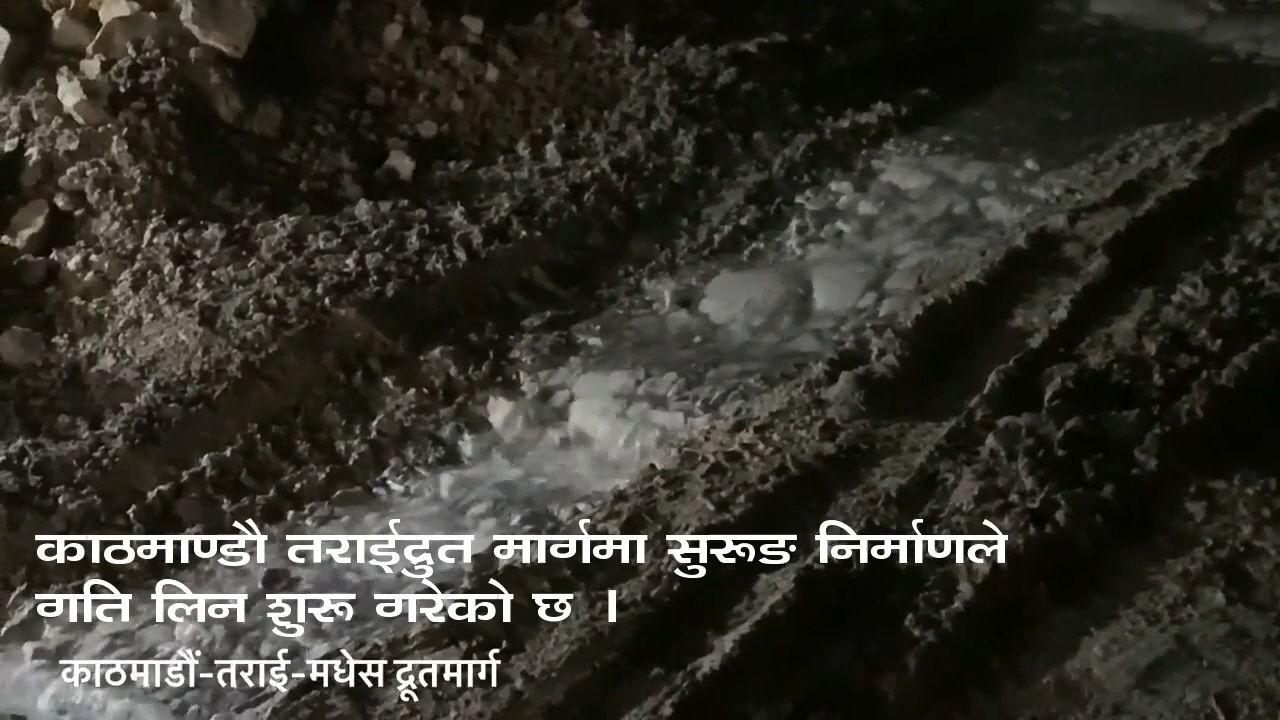 काठमाण्डौ तराईद्रुत मार्गमा सुरूङ निर्माणले
गति लिन शुरू गरेको छ ।
काठमाडौं-तराई-मधेस द्रूतमार्ग